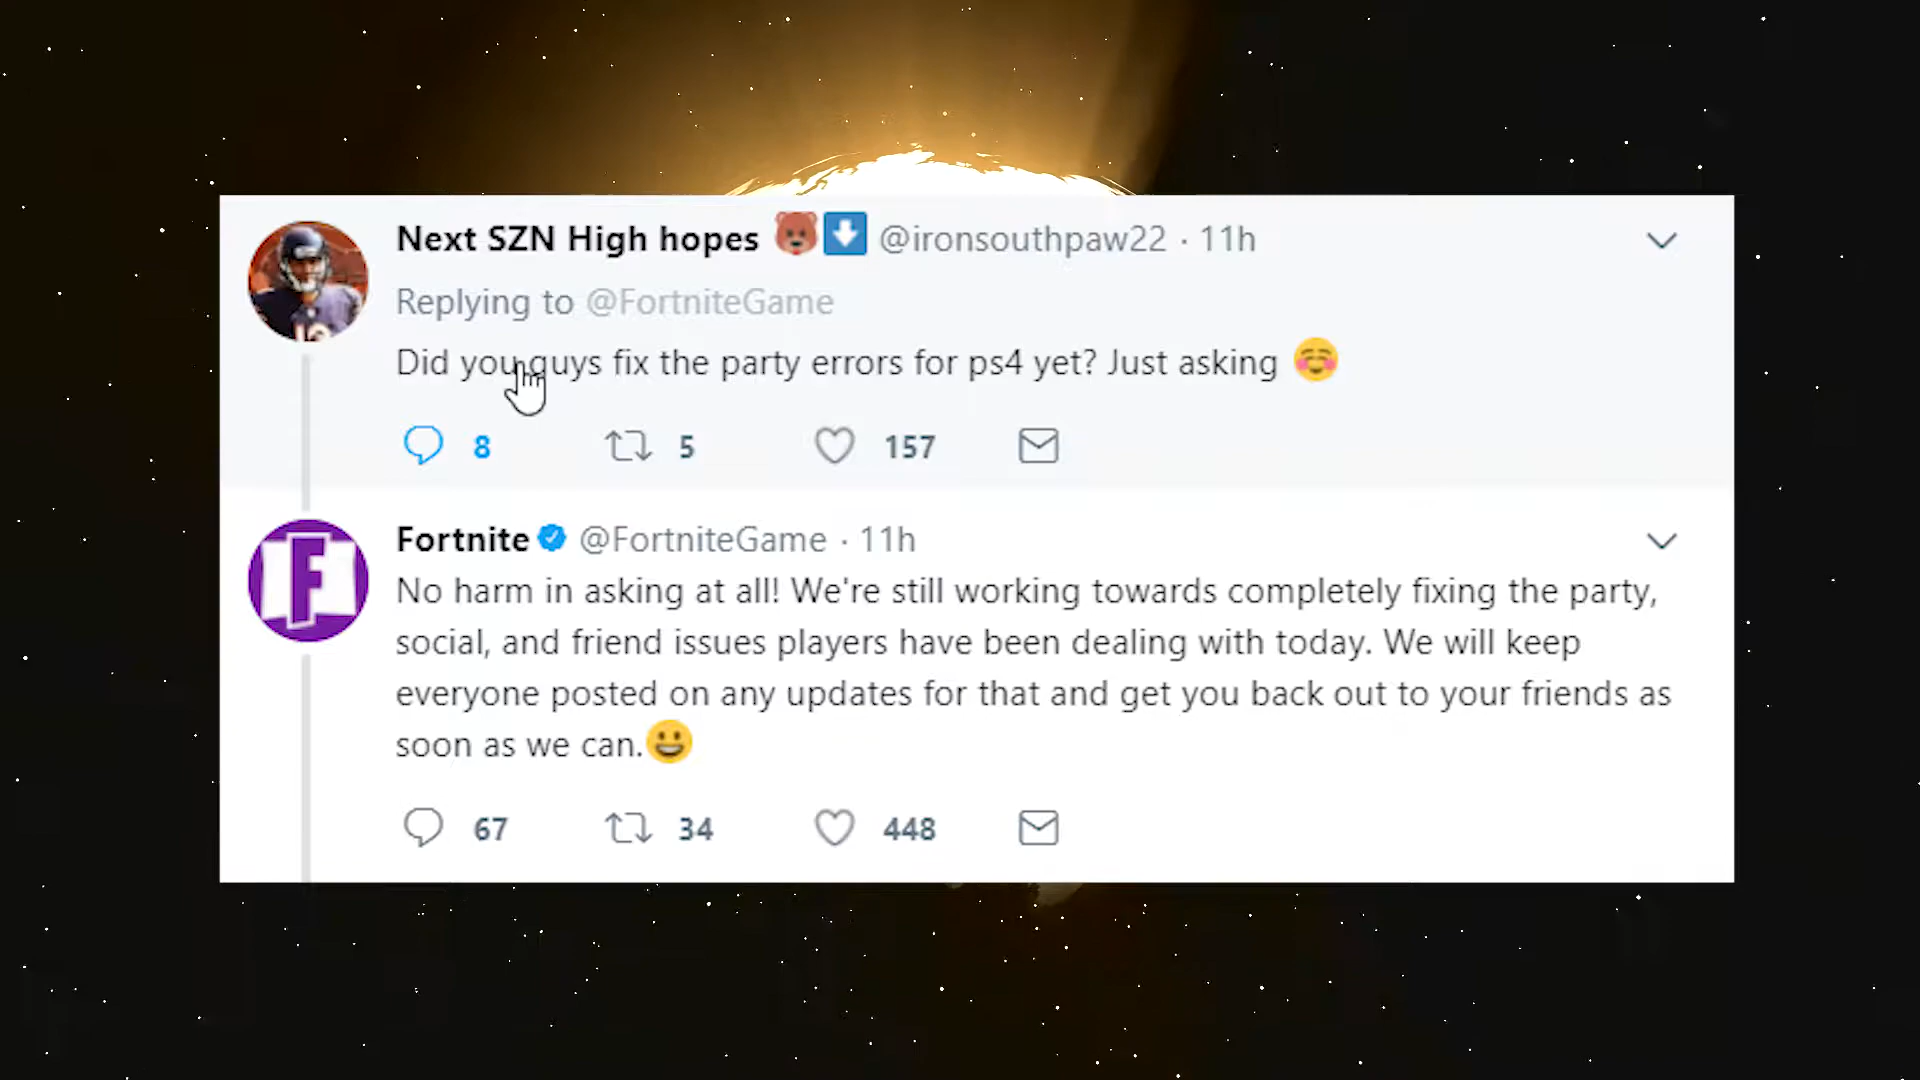 Next SZN High hopes 🐻⬇️ @ironsouthpaw22 · 11h
Replying to @FortniteGame
Did you guys fix the party errors for ps4 yet? Just asking ☺️
8 5 157
Fortnite @FortniteGame · 11h
No harm in asking at all! We're still working towards completely fixing the party,
social, and friend issues players have been dealing with today. We will keep
everyone posted on any updates for that and get you back out to your friends as
soon as we can.😀
67 34 448